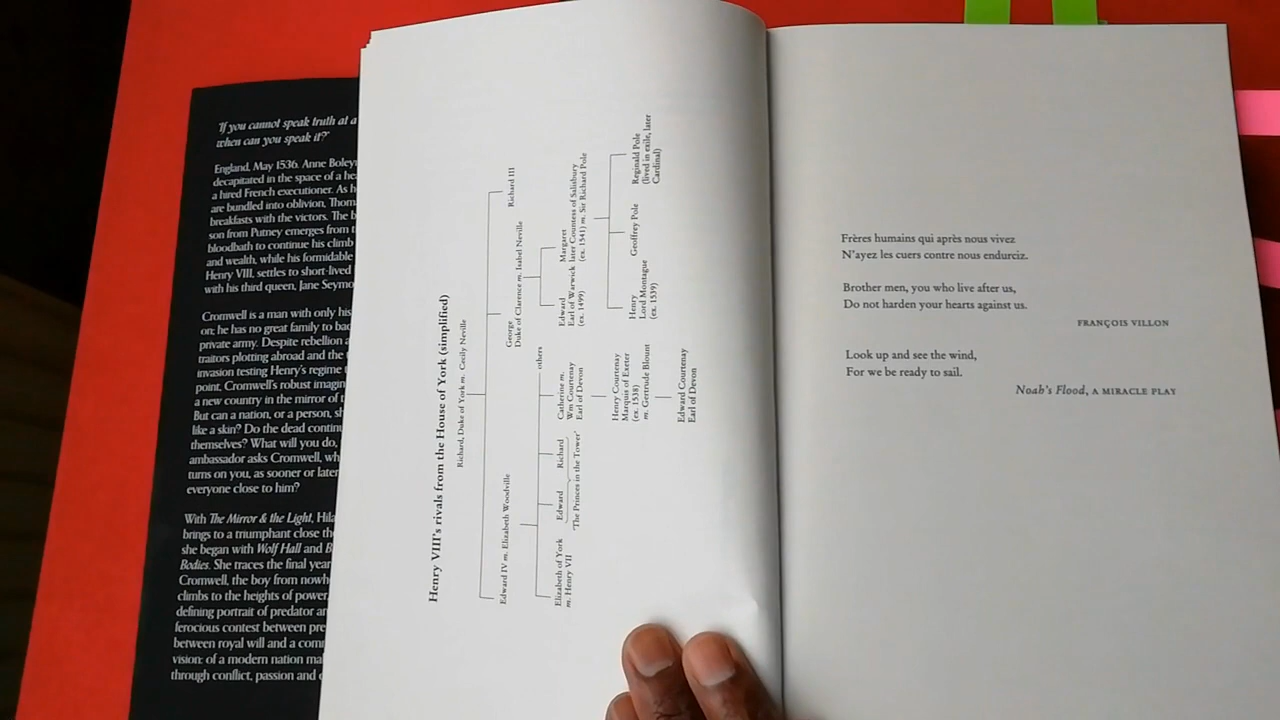 'If you cannot speak truth at a
when can you speak it?'
England, May 1536. Anne Boleyn
decapitated in the space of a
a hired French executioner. As
are bundled into oblivion, Thom
breakfasts with the victors. The
son from Putney emerges from
bloodbath to continue his climb
and wealth, while his formidable
Henry VIII, settles to short-lived
with his third queen, Jane Seymo
Cromwell is a man with only his
on; he has no great family to
private army. Despite rebellion
traitors plotting abroad and the
invasion testing Henry's regime
point, Cromwell's robust imagin
a new country in the mirror of
But can a nation, or a person,
like a skin? Do the dead continu
themselves? What will you do,
ambassador asks Cromwell,
turns on you, as sooner or later
everyone close to him?
With The Mirror & the Light, Hila
brings to a triumphant close the
she began with Wolf Hall and B
Bodies. She traces the final year
Cromwell, the boy from nowh
climbs to the heights of power,
defining portrait of predator an
ferocious contest between pre
between royal will and a com
vision: of a modern nation ma
through conflict, passion and
Henry VIII's rivals from the House of York (simplified)
Richard, Duke of York m. Cecily Neville
Edward IV m. Elizabeth Woodville
George
Duke of Clarence m. Isabel Neville
Richard III
Elizabeth of York
m. Henry VII
Edward
Richard
'The Princes in the Tower'
Catherine m.
Wm Courtenay
Earl of Devon
others
Edward
Earl of Warwick
(ex. 1499)
Margaret
later Countess of Salisbury
(ex. 1541) m. Sir Richard Pole
Henry Courtenay
Marquis of Exeter
(ex. 1538)
m. Gertrude Blount
Henry
Lord Montague
(ex. 1539)
Geoffrey Pole
Reginald Pole
(lived in exile, later
Cardinal)
Edward Courtenay
Earl of Devon
Frères humains qui après nous vivez
N'ayez les cuers contre nous endurciz.
Brother men, you who live after us,
Do not harden your hearts against us.
FRANÇOIS VILLON
Look up and see the wind,
For we be ready to sail.
Noah's Flood, A MIRACLE PLAY